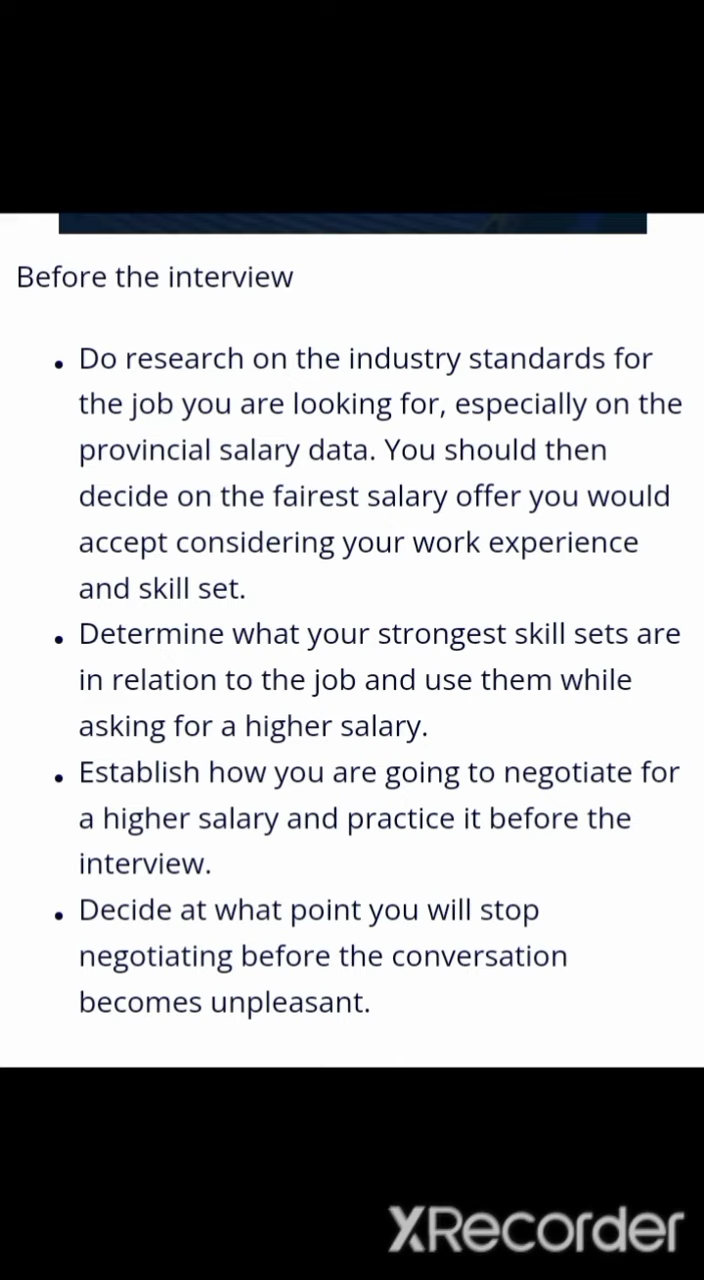 Before the interview
• Do research on the industry standards for
the job you are looking for, especially on the
provincial salary data. You should then
decide on the fairest salary offer you would
accept considering your work experience
and skill set.
• Determine what your strongest skill sets are
in relation to the job and use them while
asking for a higher salary.
• Establish how you are going to negotiate for
a higher salary and practice it before the
interview.
• Decide at what point you will stop
negotiating before the conversation
becomes unpleasant.
XRecorder